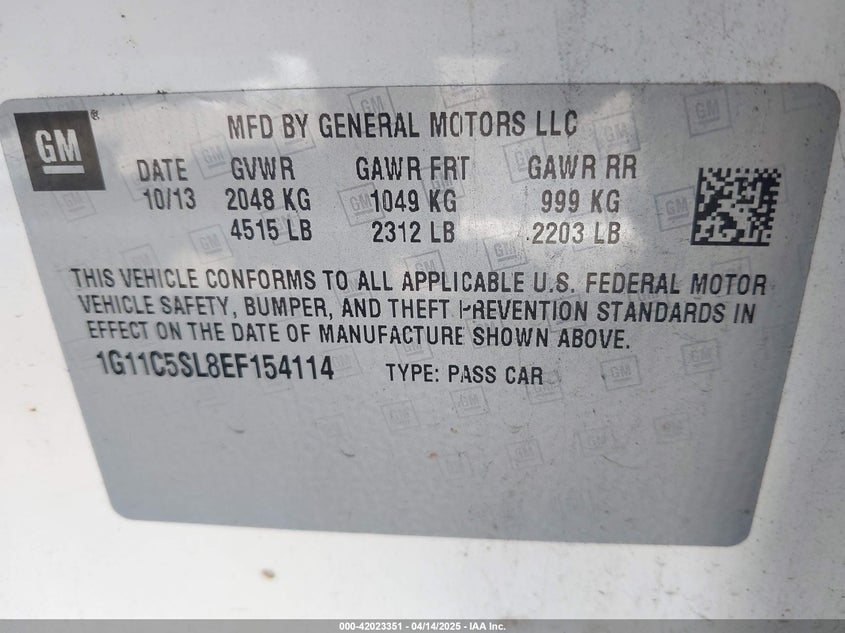 GM
MFD BY GENERAL MOTORS LLC
DATE GVWR GAWR FRT GAWR RR
10/13 2048 KG 1049 KG 999 KG
4515 LB 2312 LB 2203 LB
THIS VEHICLE CONFORMS TO ALL APPLICABLE U.S. FEDERAL MOTOR
VEHICLE SAFETY, BUMPER, AND THEFT PREVENTION STANDARDS IN
EFFECT ON THE DATE OF MANUFACTURE SHOWN ABOVE.
1G11C5SL8EF154114 TYPE: PASS CAR
000-42023351 - 04/14/2025 - IAA Inc.